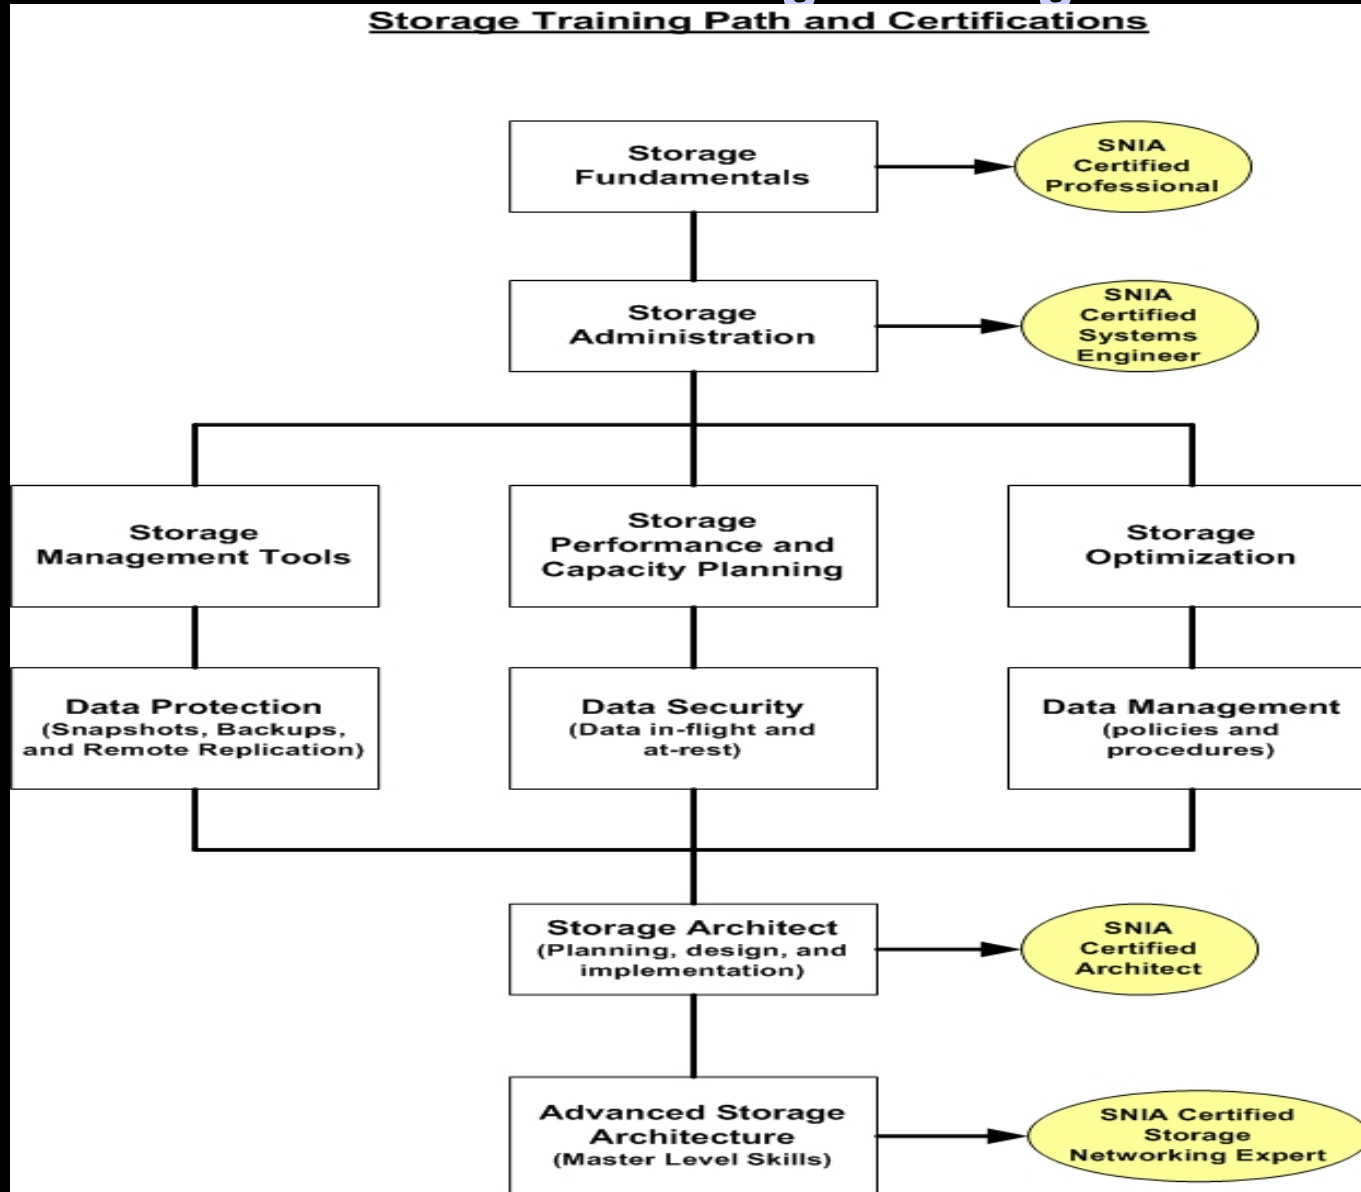 Storage Training Path and Certifications
Storage
Fundamentals
SNIA
Certified
Professional
Storage
Administration
SNIA
Certified
Systems
Engineer
Storage
Management Tools
Storage
Performance and
Capacity Planning
Storage
Optimization
Data Protection
(Snapshots, Backups,
and Remote Replication)
Data Security
(Data in-flight and
at-rest)
Data Management
(policies and
procedures)
Storage Architect
(Planning, design, and
implementation)
SNIA
Certified
Architect
Advanced Storage
Architecture
(Master Level Skills)
SNIA Certified
Storage
Networking Expert